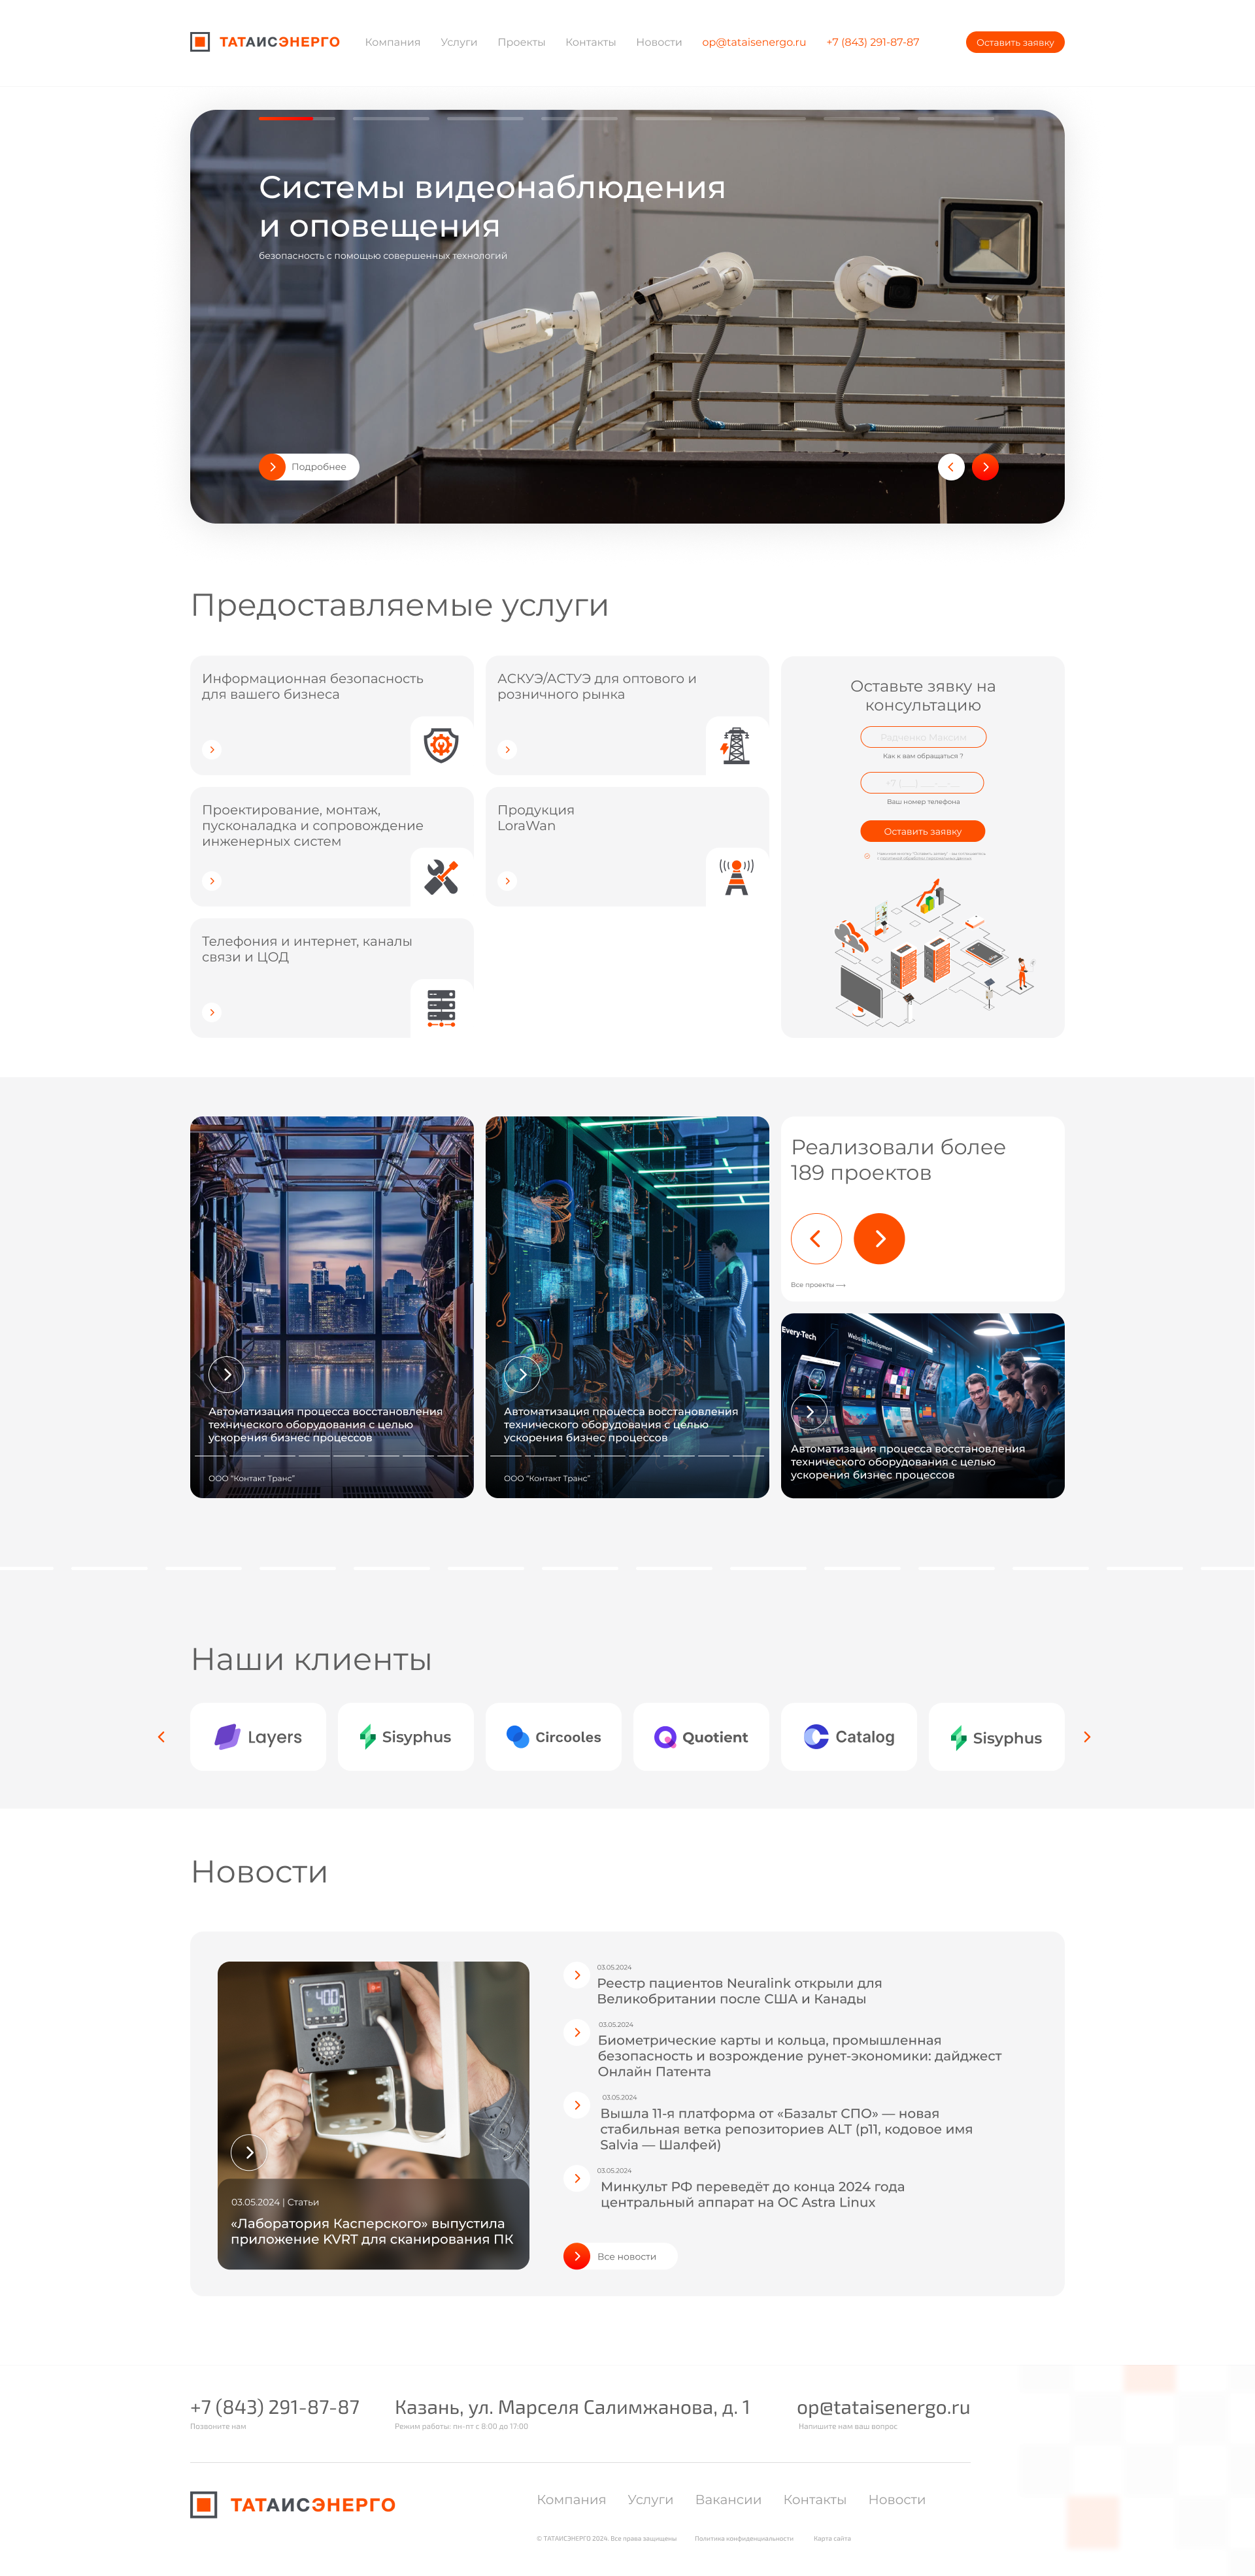 ТАТАИСЭНЕРГО
Компания
Услуги
Проекты
Контакты
Новости
op@tataisenergo.ru
+7 (843) 291-87-87
Оставить заявку
Системы видеонаблюдения
и оповещения
безопасность с помощью совершенных технологий
Подробнее
Предоставляемые услуги
Информационная безопасность
для вашего бизнеса
АСКУЭ/АСТУЭ для оптового и
розничного рынка
Проектирование, монтаж,
пусконаладка и сопровождение
инженерных систем
Продукция
LoraWan
Телефония и интернет, каналы
связи и ЦОД
Оставьте зявку на
консультацию
Радченко Максим
Как к вам обращаться ?
+7 (___) ___-__-__
Ваш номер телефона
Оставить заявку
Реализовали более
189 проектов
Все проекты ⟶
Автоматизация процесса восстановления
технического оборудования с целью
ускорения бизнес процессов
ООО "Контакт Транс"
Автоматизация процесса восстановления
технического оборудования с целью
ускорения бизнес процессов
ООО "Контакт Транс"
Every-Tech
Автоматизация процесса восстановления
технического оборудования с целью
ускорения бизнес процессов
Наши клиенты
Layers
Sisyphus
Circooles
Quotient
Catalog
Sisyphus
Новости
03.05.2024 | Статьи
«Лаборатория Касперского» выпустила
приложение KVRT для сканирования ПК
03.05.2024
Реестр пациентов Neuralink открыли для
Великобритании после США и Канады
03.05.2024
Биометрические карты и кольца, промышленная
безопасность и возрождение рунет-экономики: дайджест
Онлайн Патента
03.05.2024
Вышла 11-я платформа от «Базальт СПО» — новая
стабильная ветка репозиториев ALT (p11, кодовое имя
Salvia — Шалфей)
03.05.2024
Минкульт РФ переведёт до конца 2024 года
центральный аппарат на ОС Astra Linux
Все новости
+7 (843) 291-87-87
Позвоните нам
Казань, ул. Марселя Салимжанова, д. 1
Режим работы: пн-пт с 8:00 до 17:00
op@tataisenergo.ru
Напишите нам ваш вопрос
ТАТАИСЭНЕРГО
Компания
Услуги
Вакансии
Контакты
Новости
© ТАТАИСЭНЕРГО 2024. Все права защищены
Политика конфиденциальности
Карта сайта